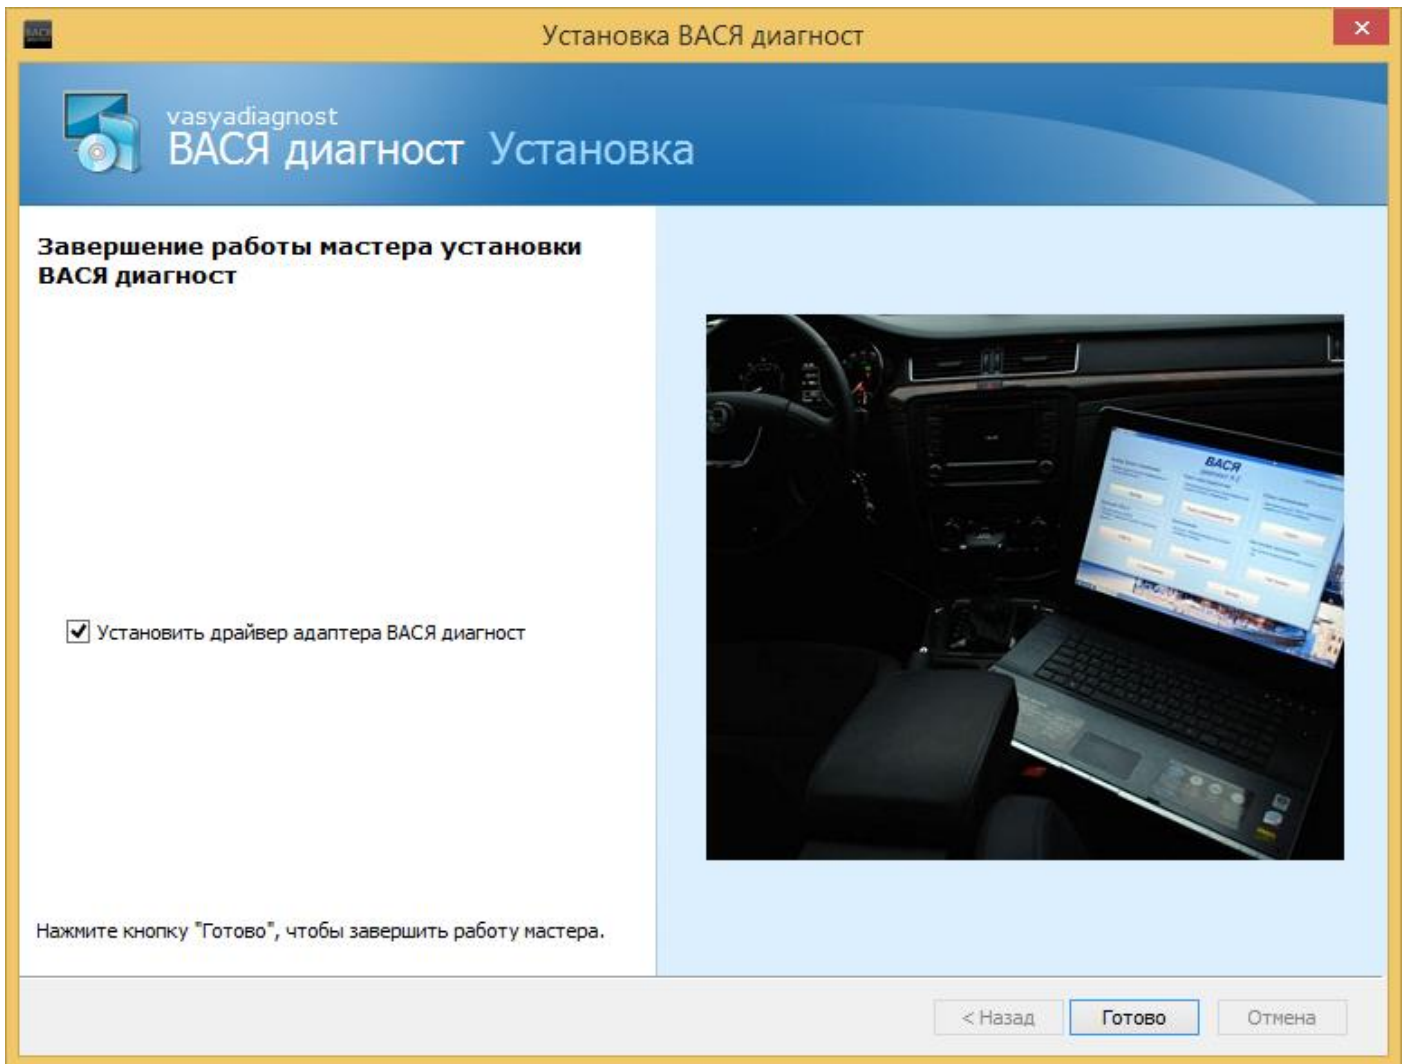 Установка ВАСЯ диагност
vasyadiagnost
ВАСЯ диагност Установка
Завершение работы мастера установки
ВАСЯ диагност
ВАСЯ
Установить драйвер адаптера ВАСЯ диагност
Нажмите кнопку "Готово", чтобы завершить работу мастера.
< Назад
Готово
Отмена